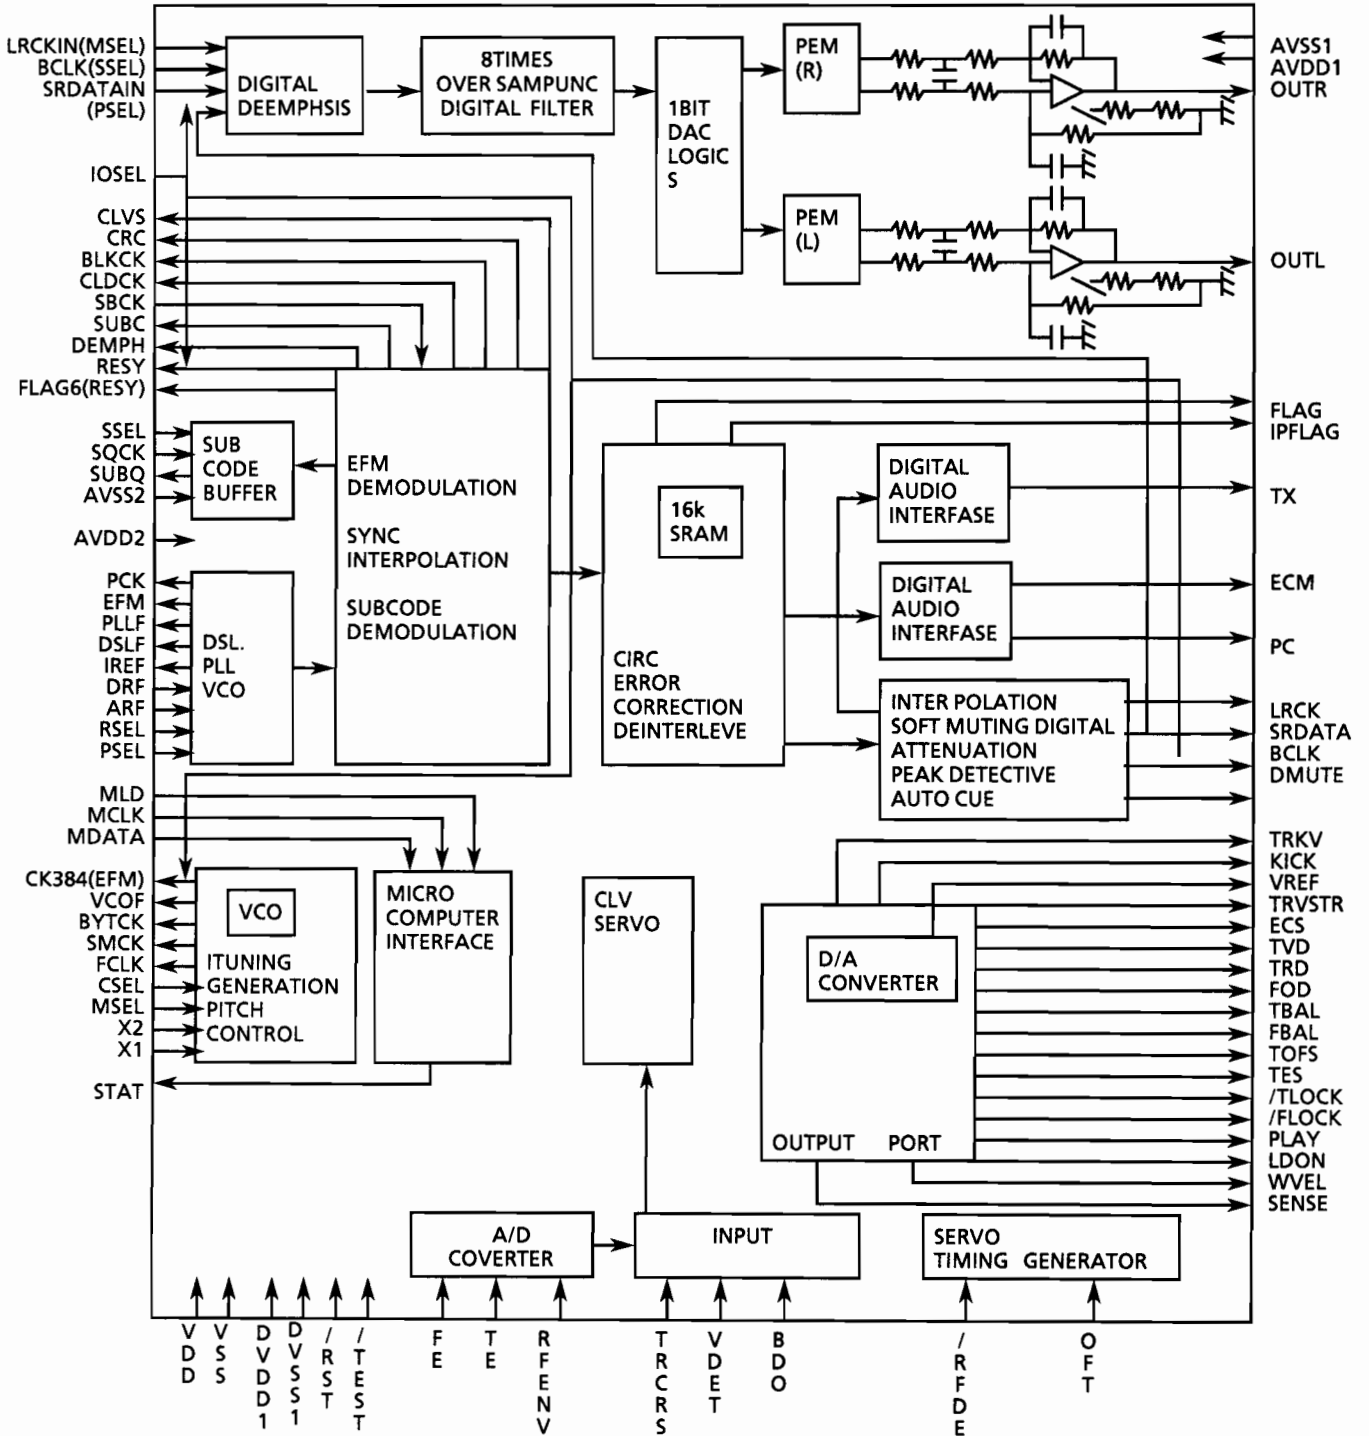 LRCKIN(MSEL)
BCLK(SSEL)
SRDATAIN
(PSEL)
IOSEL
CLVS
CRC
BLKCK
CLDCK
SBCK
SUBC
DEMPH
RESY
FLAG6(RESY)
SSEL
SQCK
SUBQ
AVSS2
AVDD2
PCK
EFM
PLLF
DSLF
IREF
DRF
ARF
RSEL
PSEL
MLD
MCLK
MDATA
CK384(EFM)
VCOF
BYTCK
SMCK
FCLK
CSEL
MSEL
X2
X1
STAT
DIGITAL
DEEMPHSIS
8TIMES
OVER SAMPUNC
DIGITAL FILTER
1BIT
DAC
LOGIC
S
PEM
(R)
PEM
(L)
SUB
CODE
BUFFER
DSL.
PLL
VCO
EFM
DEMODULATION
SYNC
INTERPOLATION
SUBCODE
DEMODULATION
16k
SRAM
CIRC
ERROR
CORRECTION
DEINTERLEVE
DIGITAL
AUDIO
INTERFASE
DIGITAL
AUDIO
INTERFASE
INTER POLATION
SOFT MUTING DIGITAL
ATTENUATION
PEAK DETECTIVE
AUTO CUE
VCO
ITUNING
GENERATION
PITCH
CONTROL
MICRO
COMPUTER
INTERFACE
CLV
SERVO
D/A
CONVERTER
OUTPUT PORT
A/D
COVERTER
INPUT
SERVO
TIMING GENERATOR
AVSS1
AVDD1
OUTR
OUTL
FLAG
IPFLAG
TX
ECM
PC
LRCK
SRDATA
BCLK
DMUTE
TRKV
KICK
VREF
TRVSTR
ECS
TVD
TRD
FOD
TBAL
FBAL
TOFS
TES
/TLOCK
/FLOCK
PLAY
LDON
WVEL
SENSE
VDD
VSS
DVDD1
DVSS1
/RST
/TEST
FE
TE
RFENV
TRCRS
VDET
BDO
/RFDE
OFT